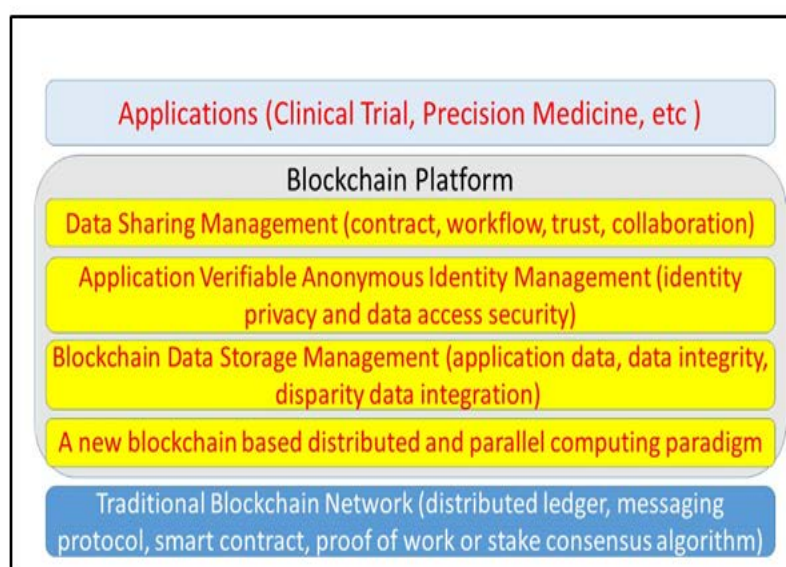 Applications (Clinical Trial, Precision Medicine, etc )
Blockchain Platform
Data Sharing Management (contract, workflow, trust, collaboration)
Application Verifiable Anonymous Identity Management (identity
privacy and data access security)
Blockchain Data Storage Management (application data, data integrity,
disparity data integration)
A new blockchain based distributed and parallel computing paradigm
Traditional Blockchain Network (distributed ledger, messaging
protocol, smart contract, proof of work or stake consensus algorithm)